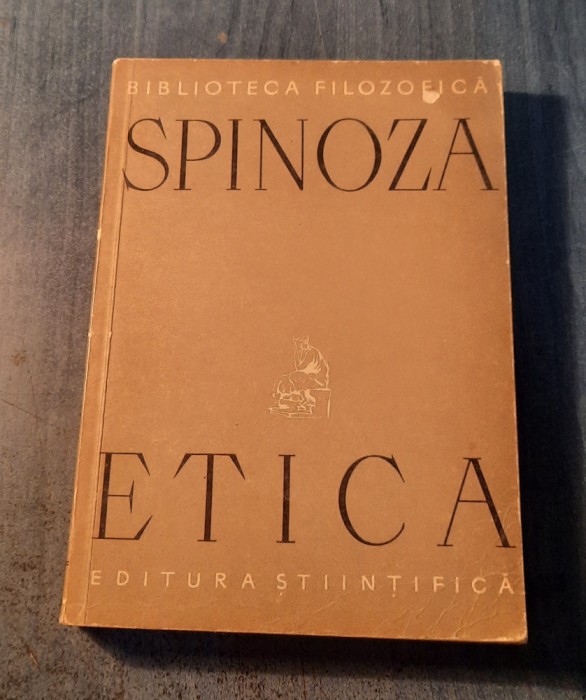 BIBLIOTECA FILOZOFICĂ
SPINOZA
ETICA
EDITURA ȘTIINȚIFICĂ